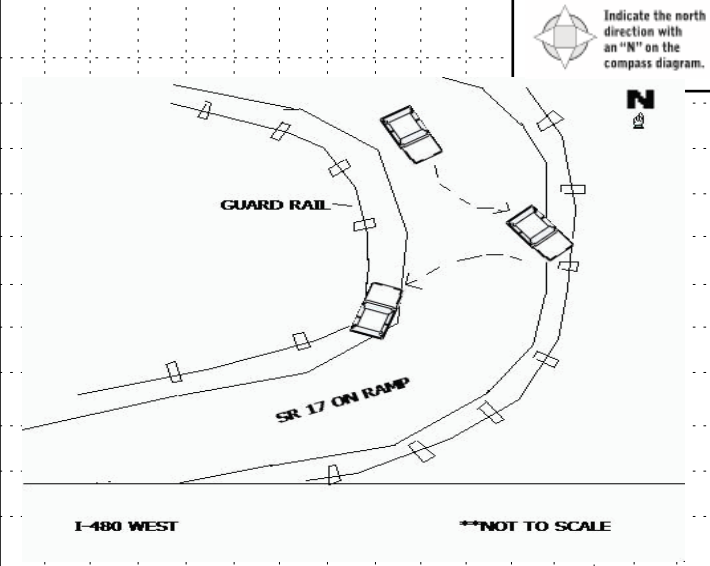 Indicate the north
direction with
an "N" on the
compass diagram.
N
GUARD RAIL
SR 17 ON RAMP
I-480 WEST
**NOT TO SCALE